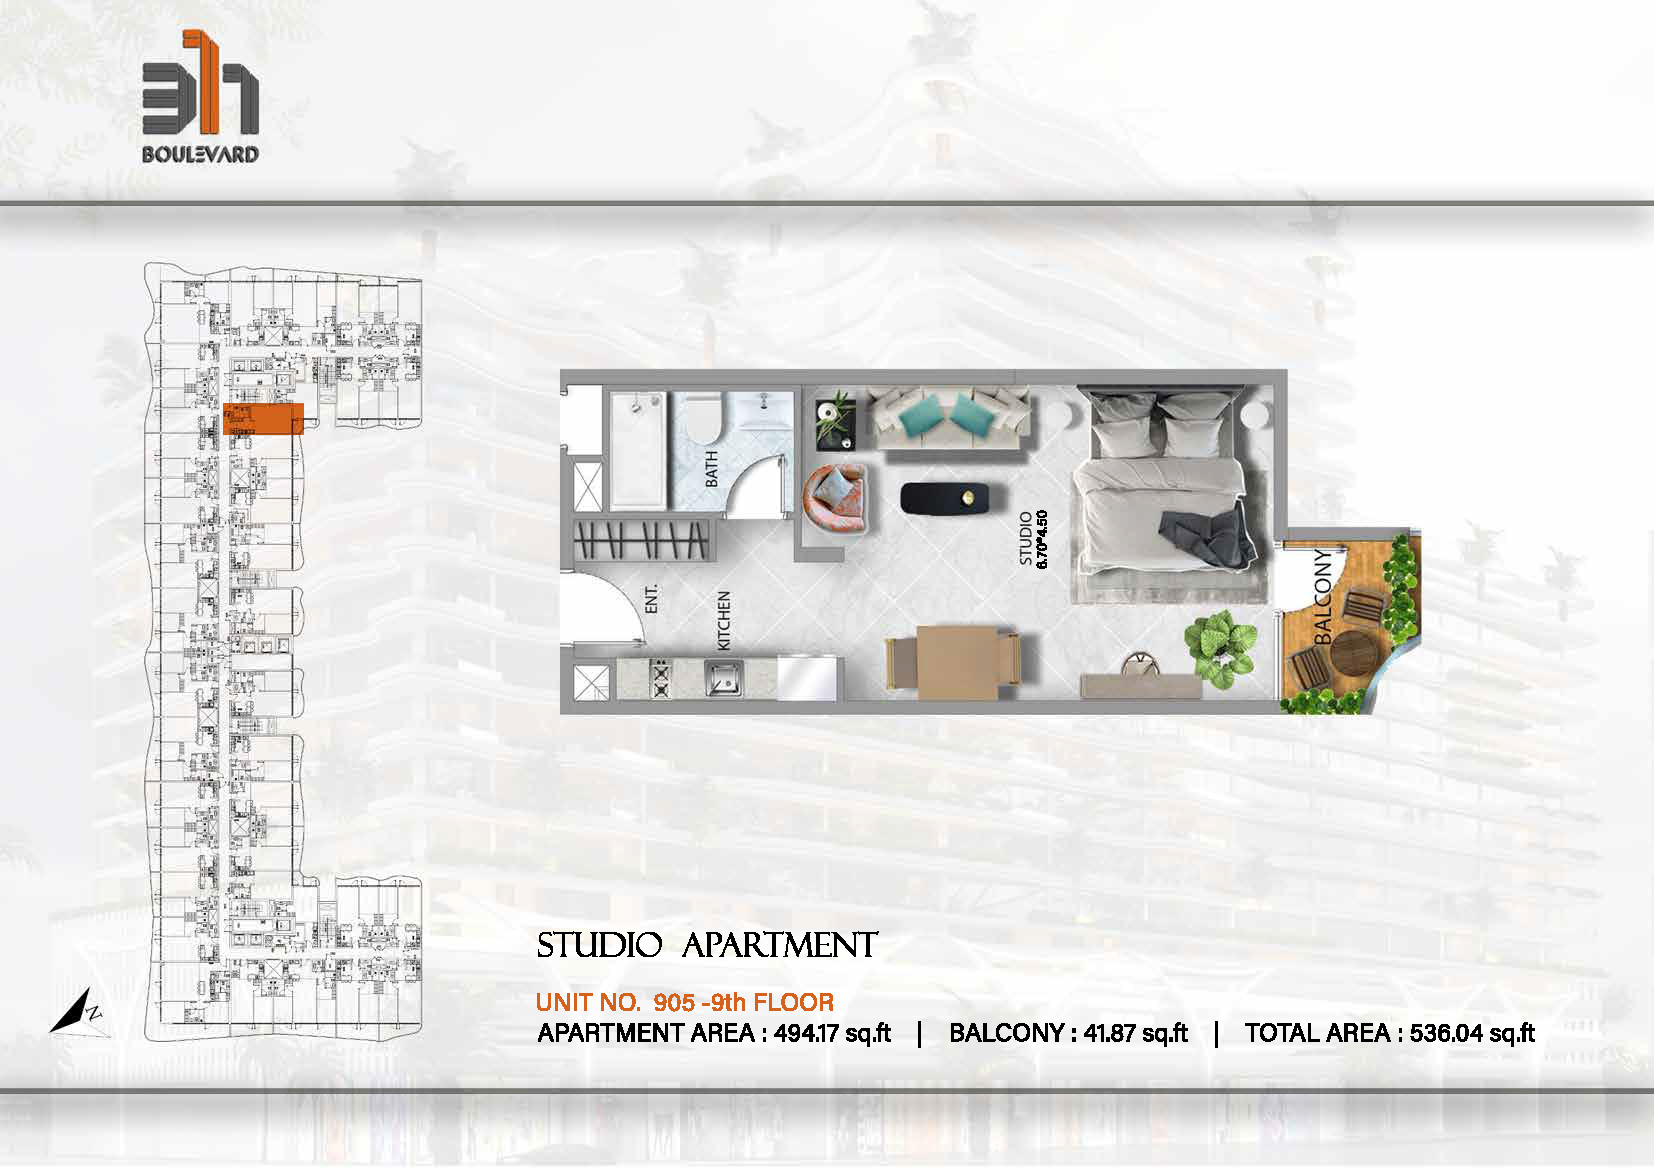 311
BOULEVARD
BATH
STUDIO
6.70*4.50
ENT.
KITCHEN
BALCONY
N
STUDIO APARTMENT
UNIT NO. 905 -9th FLOOR
APARTMENT AREA : 494.17 sq.ft | BALCONY : 41.87 sq.ft | TOTAL AREA : 536.04 sq.ft